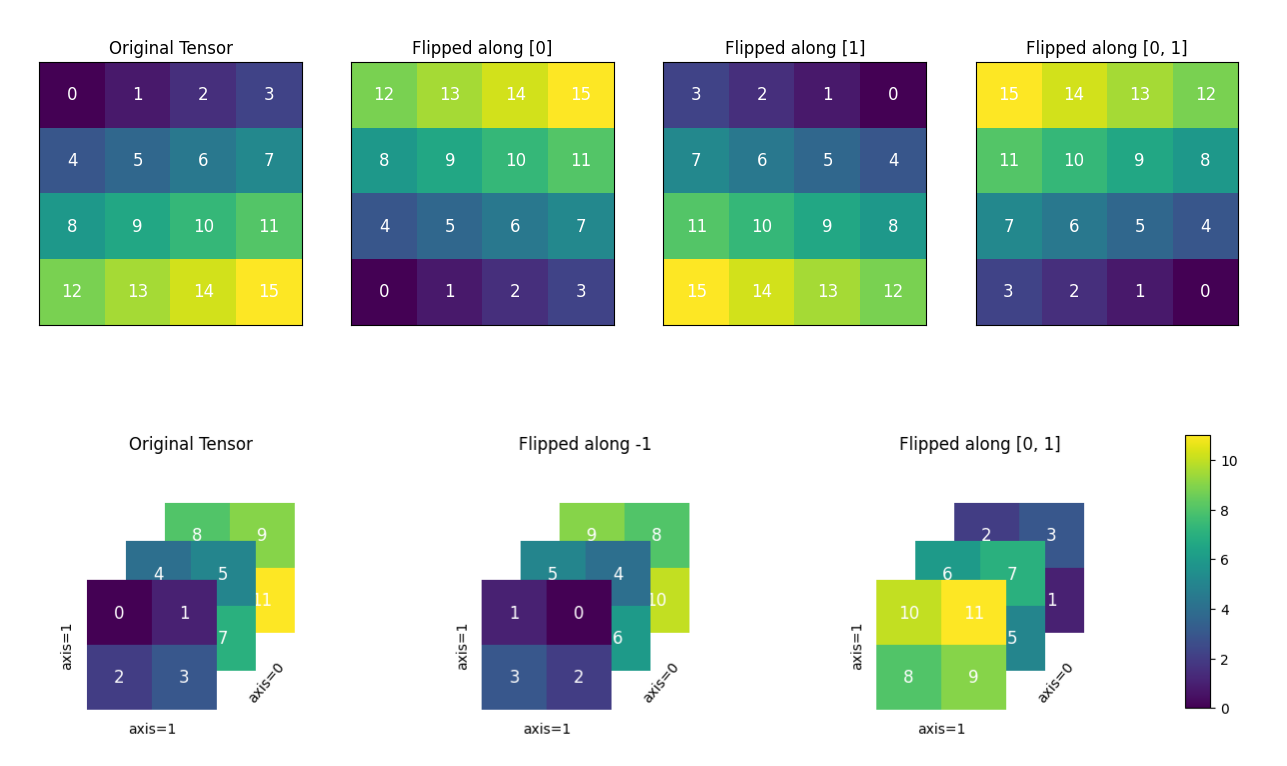 Original Tensor Flipped along [0] Flipped along [1] Flipped along [0, 1]
0 1 2 3 12 13 14 15 3 2 1 0 15 14 13 12
4 5 6 7 8 9 10 11 7 6 5 4 11 10 9 8
8 9 10 11 4 5 6 7 11 10 9 8 7 6 5 4
12 13 14 15 0 1 2 3 15 14 13 12 3 2 1 0
Original Tensor Flipped along -1 Flipped along [0, 1]
8 9
4 5
11
0 1
7
2 3
axis=1
axis=0
axis=1
9 8
5 4
10
1 0
6
3 2
axis=1
axis=0
axis=1
2 3
6 7
1
10 11
5
8 9
axis=1
axis=0
axis=1
10
8
6
4
2
0